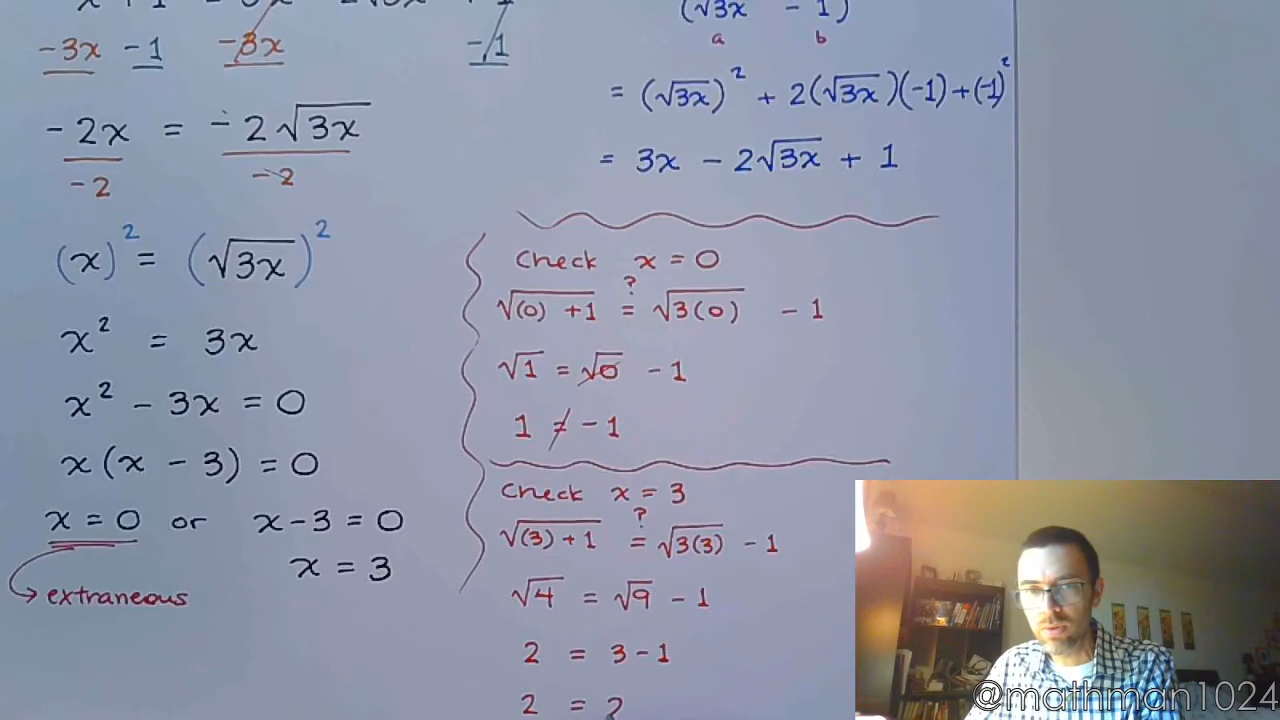 -3x -1 -3x -1
-2x = -2√3x
-2 -2
(x)² = (√3x)²
x² = 3x
x² - 3x = 0
x(x - 3) = 0
x = 0 or x-3 = 0
x = 3
extraneous
(√3x - 1)
a b
= (√3x)² + 2(√3x)(-1)+(-1)²
= 3x - 2√3x + 1
Check x = 0
?
√(0) + 1 = √3(0) - 1
√1 = √0 - 1
1 ≠ -1
Check x = 3
?
√(3) + 1 = √3(3) - 1
√4 = √9 - 1
2 = 3-1
2 = 2
@mathman1024